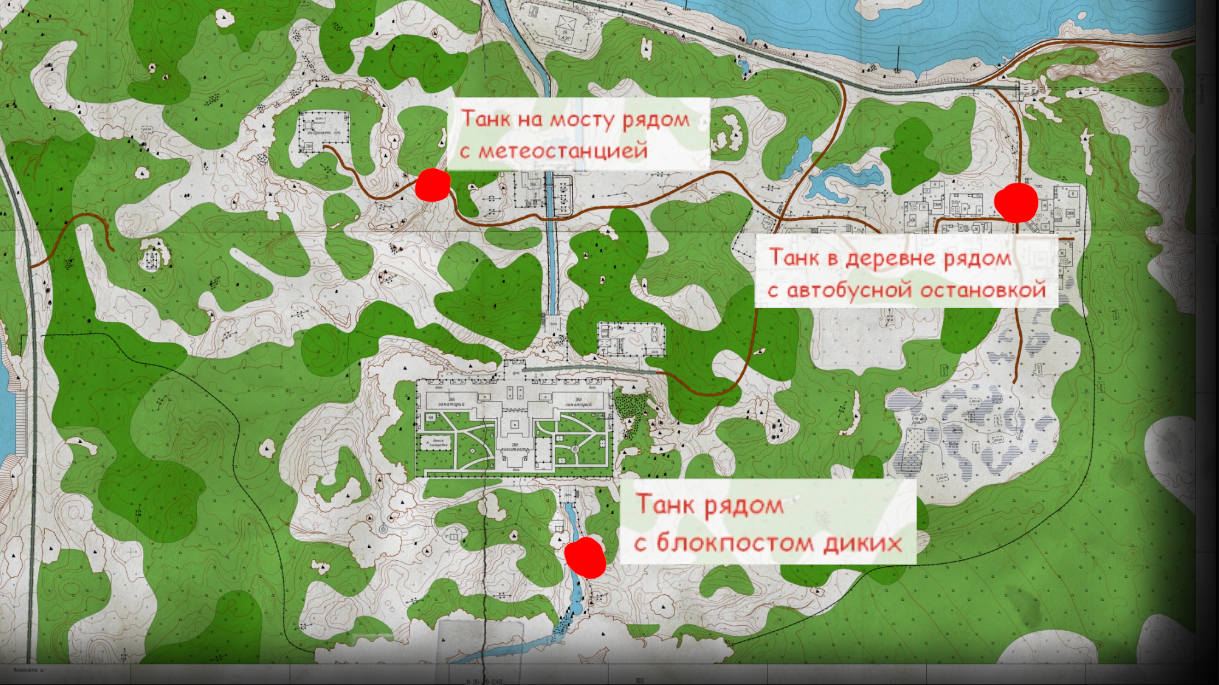 Танк на мосту рядом
с метеостанцией
Танк в деревне рядом
с автобусной остановкой
Танк рядом
с блокпостом диких